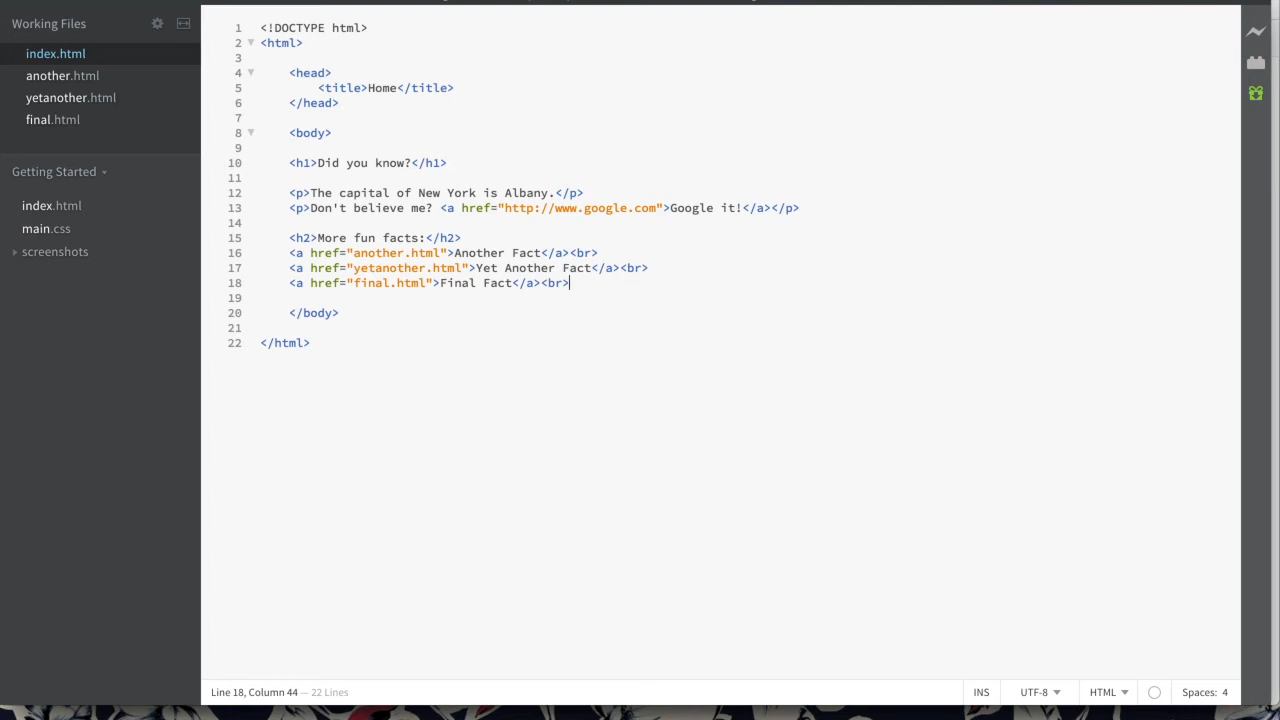 Working Files
index.html
another.html
yetanother.html
final.html
Getting Started
index.html
main.css
screenshots
1 <!DOCTYPE html>
2 <html>
3
4     <head>
5         <title>Home</title>
6     </head>
7
8     <body>
9
10     <h1>Did you know?</h1>
11
12     <p>The capital of New York is Albany.</p>
13     <p>Don't believe me? <a href="http://www.google.com">Google it!</a></p>
14
15     <h2>More fun facts:</h2>
16     <a href="another.html">Another Fact</a><br>
17     <a href="yetanother.html">Yet Another Fact</a><br>
18     <a href="final.html">Final Fact</a><br>
19
20     </body>
21
22 </html>
Line 18, Column 44 — 22 Lines INS UTF-8 HTML Spaces: 4